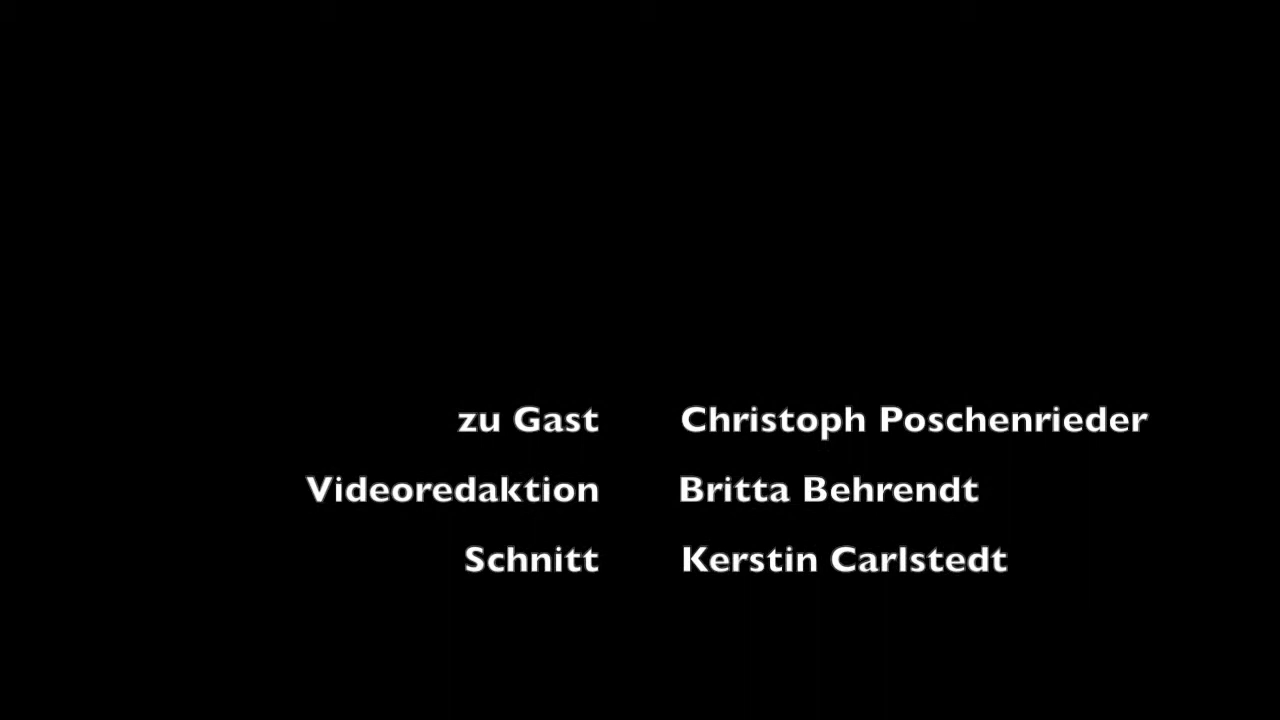 zu Gast Christoph Poschenrieder
Videoredaktion Britta Behrendt
Schnitt Kerstin Carlstedt